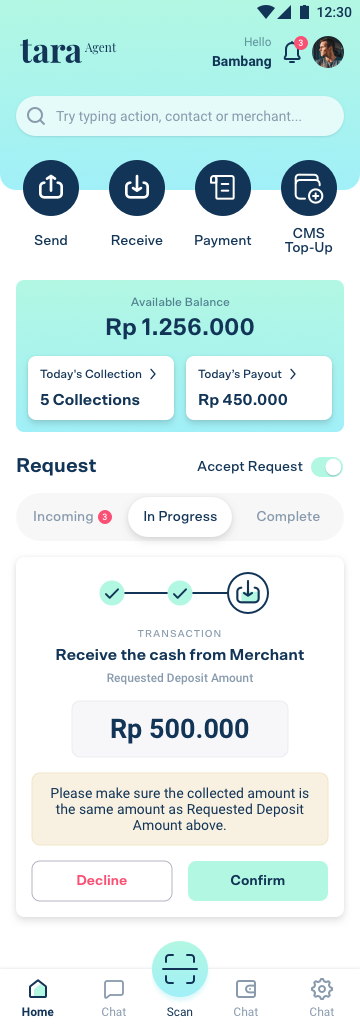 12:30
tara Agent
Hello
3
Bambang
Try typing action, contact or merchant...
Send
Receive
Payment
CMS
Top-Up
Available Balance
Rp 1.256.000
Today's Collection
5 Collections
Today's Payout
Rp 450.000
Request
Accept Request
Incoming 3
In Progress
Complete
TRANSACTION
Receive the cash from Merchant
Requested Deposit Amount
Rp 500.000
Please make sure the collected amount is
the same amount as Requested Deposit
Amount above.
Decline
Confirm
Home
Chat
Scan
Chat
Chat